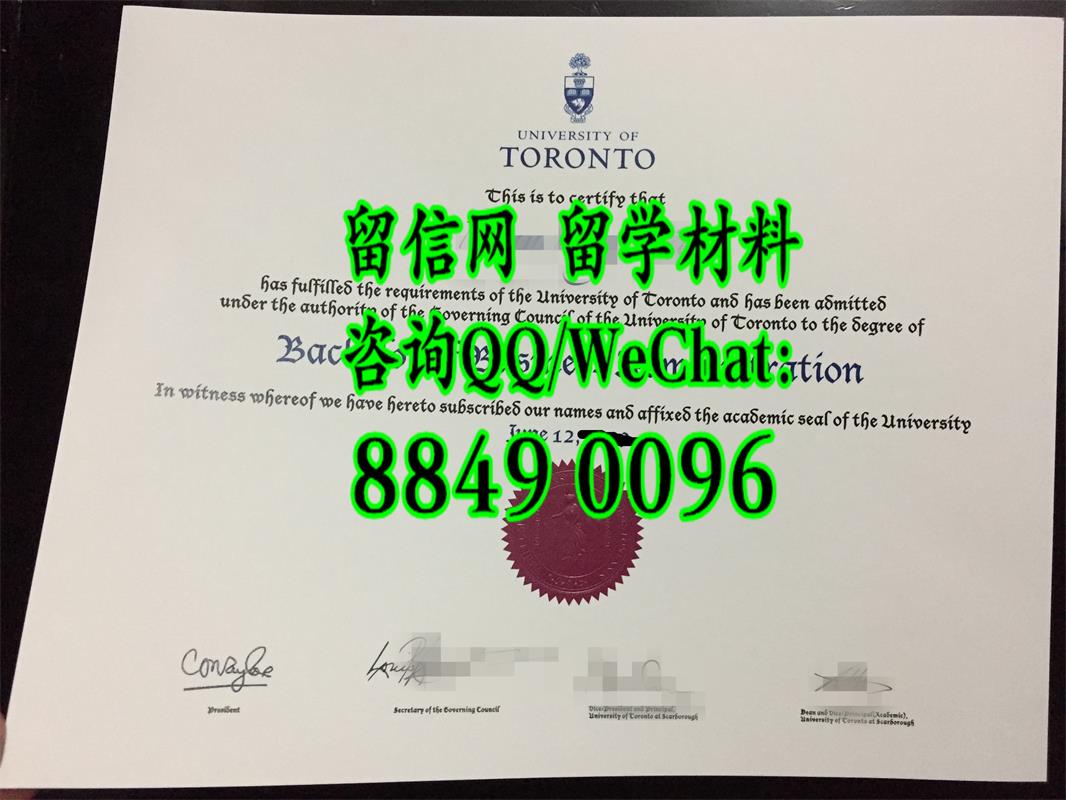 UNIVERSITY OF
TORONTO
This is to certify that
留信网 留学材料
has fulfilled the requirements of the University of Toronto and has been admitted
under the authority of the Governing Council of the University of Toronto to the degree of
咨询QQ/WeChat:
In witness whereof we have hereto subscribed our names and affixed the academic seal of the University
June 12,
8849 0096
President
Secretary of the Governing Council
Vice-President and Principal,
University of Toronto at Scarborough
Dean and Vice-Principal(Academic),
University of Toronto at Scarborough